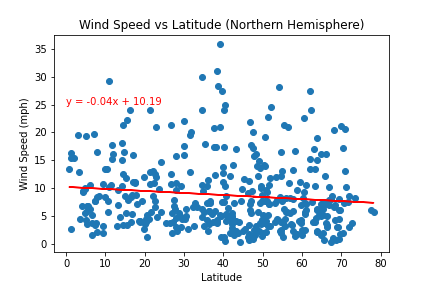 Wind Speed vs Latitude (Northern Hemisphere)
35
30
25
20
15
10
5
0
Wind Speed (mph)
y = -0.04x + 10.19
0 10 20 30 40 50 60 70 80
Latitude